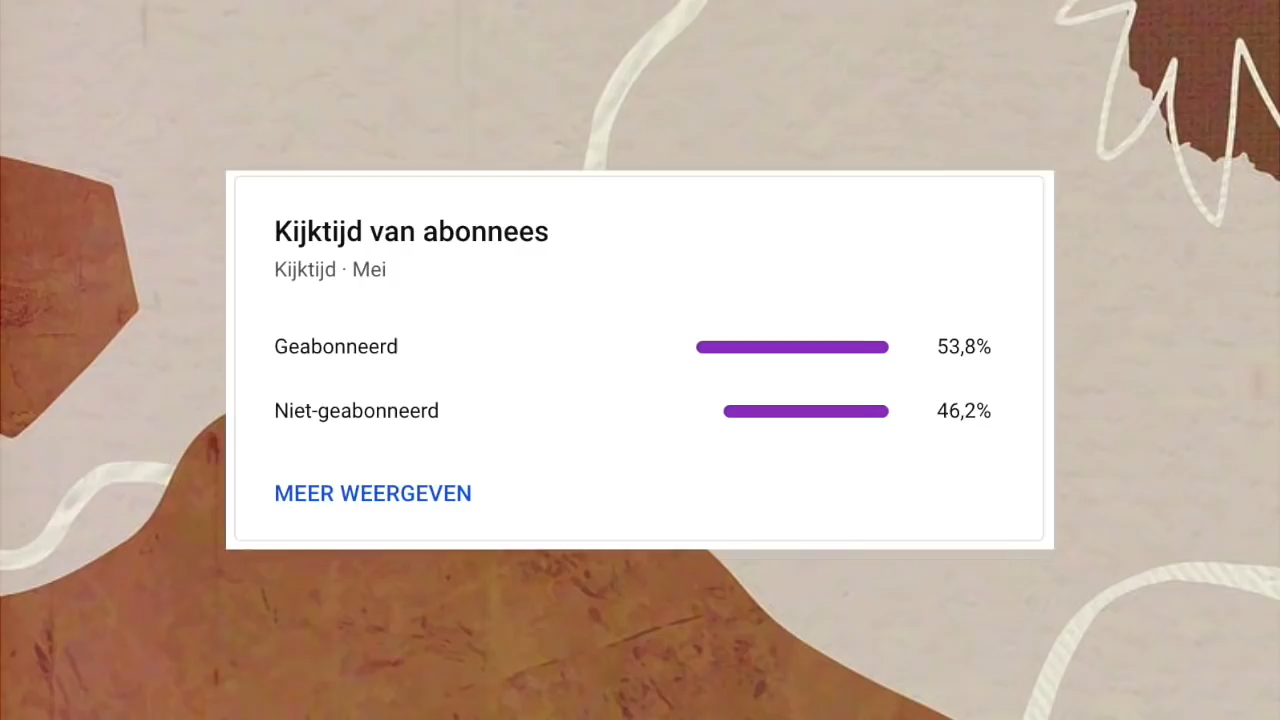 Kijktijd van abonnees
Kijktijd · Mei
Geabonneerd 53,8%
Niet-geabonneerd 46,2%
MEER WEERGEVEN